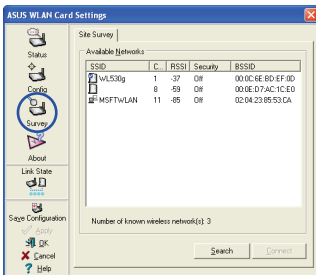 ASUS WLAN Card Settings
Status
Config
Survey
About
Link State
Save Configuration
Apply
OK
Cancel
Help
Site Survey
Available Networks
SSID C... RSSI Security BSSID
WL530g 1 -37 Off 00:0C:6E:BD:EF:0D
8 -59 Off 00:0E:D7:AC:1C:E0
MSFTWLAN 11 -85 Off 02:04:23:85:53:CA
Number of known wireless network(s): 3
Search Connect